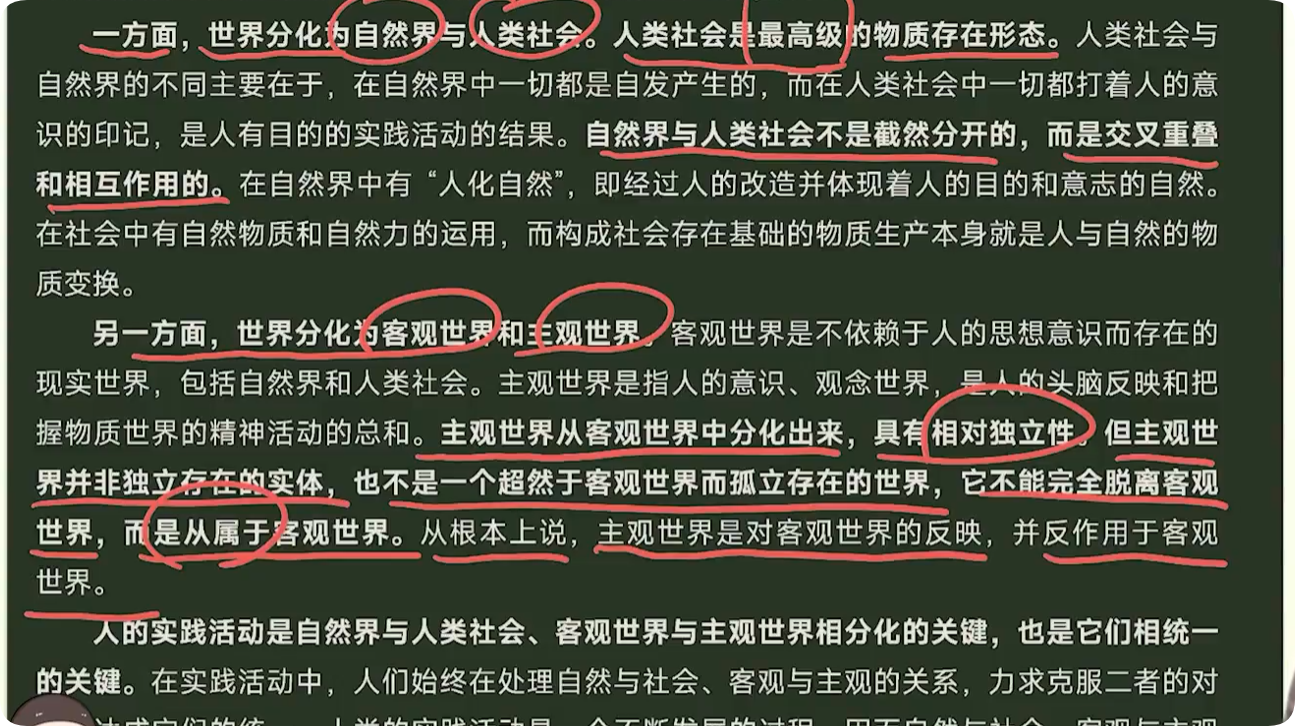 一方面，世界分化为自然界与人类社会。人类社会是最高级的物质存在形态。人类社会与
自然界的不同主要在于，在自然界中一切都是自发产生的，而在人类社会中一切都打着人的意
识的印记，是人有目的的实践活动的结果。自然界与人类社会不是截然分开的，而是交叉重叠
和相互作用的。在自然界中有“人化自然”，即经过人的改造并体现着人的目的和意志的自然。
在社会中有自然物质和自然力的运用，而构成社会存在基础的物质生产本身就是人与自然的物
质变换。
另一方面，世界分化为客观世界和主观世界。客观世界是不依赖于人的思想意识而存在的
现实世界，包括自然界和人类社会。主观世界是指人的意识、观念世界，是人的头脑反映和把
握物质世界的精神活动的总和。主观世界从客观世界中分化出来，具有相对独立性。但主观世
界并非独立存在的实体，也不是一个超然于客观世界而孤立存在的世界，它不能完全脱离客观
世界，而是从属于客观世界。从根本上说，主观世界是对客观世界的反映，并反作用于客观
世界。
人的实践活动是自然界与人类社会、客观世界与主观世界相分化的关键，也是它们相统一
的关键。在实践活动中，人们始终在处理自然与社会、客观与主观的关系，力求克服二者的对